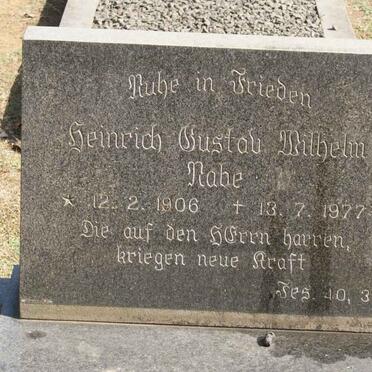 Ruhe in Frieden
Heinrich Gustav Wilhelm
Nabe
* 12. 2. 1906 † 13. 7. 1977
Die auf den HErrn harren,
kriegen neue Kraft
Jes. 40, 3